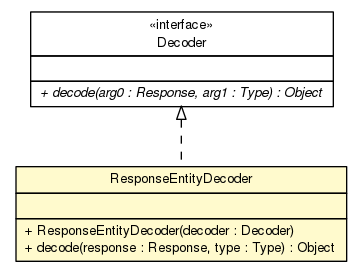 «interface»
Decoder
+ decode(arg0 : Response, arg1 : Type) : Object
ResponseEntityDecoder
+ ResponseEntityDecoder(decoder : Decoder)
+ decode(response : Response, type : Type) : Object